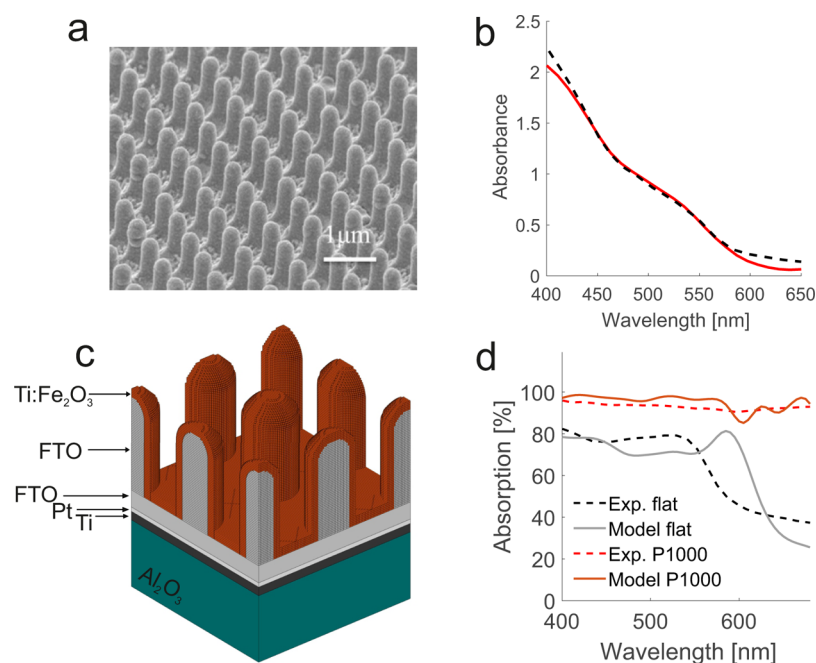 a
1μm
b
2.5
2
1.5
1
0.5
0
Absorbance
400 450 500 550 600 650
Wavelength [nm]
c
Ti:Fe₂O₃
FTO
FTO
Pt
Ti
Al₂O₃
d
100
80
60
40
20
0
Absorption [%]
Exp. flat
Model flat
Exp. P1000
Model P1000
400 500 600
Wavelength [nm]